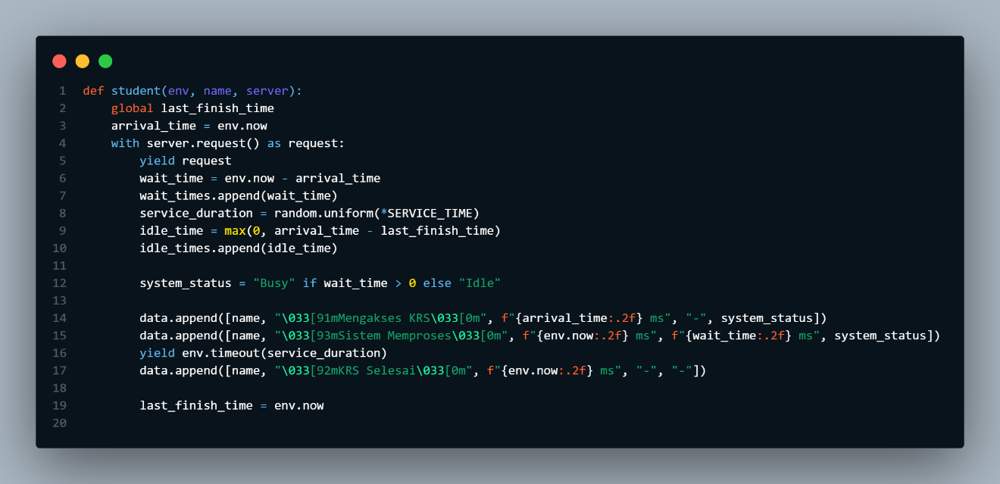 1 def student(env, name, server):
2     global last_finish_time
3     arrival_time = env.now
4     with server.request() as request:
5         yield request
6         wait_time = env.now - arrival_time
7         wait_times.append(wait_time)
8         service_duration = random.uniform(*SERVICE_TIME)
9         idle_time = max(0, arrival_time - last_finish_time)
10         idle_times.append(idle_time)
11
12         system_status = "Busy" if wait_time > 0 else "Idle"
13
14         data.append([name, "\033[91mMengakses KRS\033[0m", f"{arrival_time:.2f} ms", "-", system_status])
15         data.append([name, "\033[93mSistem Memproses\033[0m", f"{env.now:.2f} ms", f"{wait_time:.2f} ms", system_status])
16         yield env.timeout(service_duration)
17         data.append([name, "\033[92mKRS Selesai\033[0m", f"{env.now:.2f} ms", "-", "-"])
18
19         last_finish_time = env.now
20